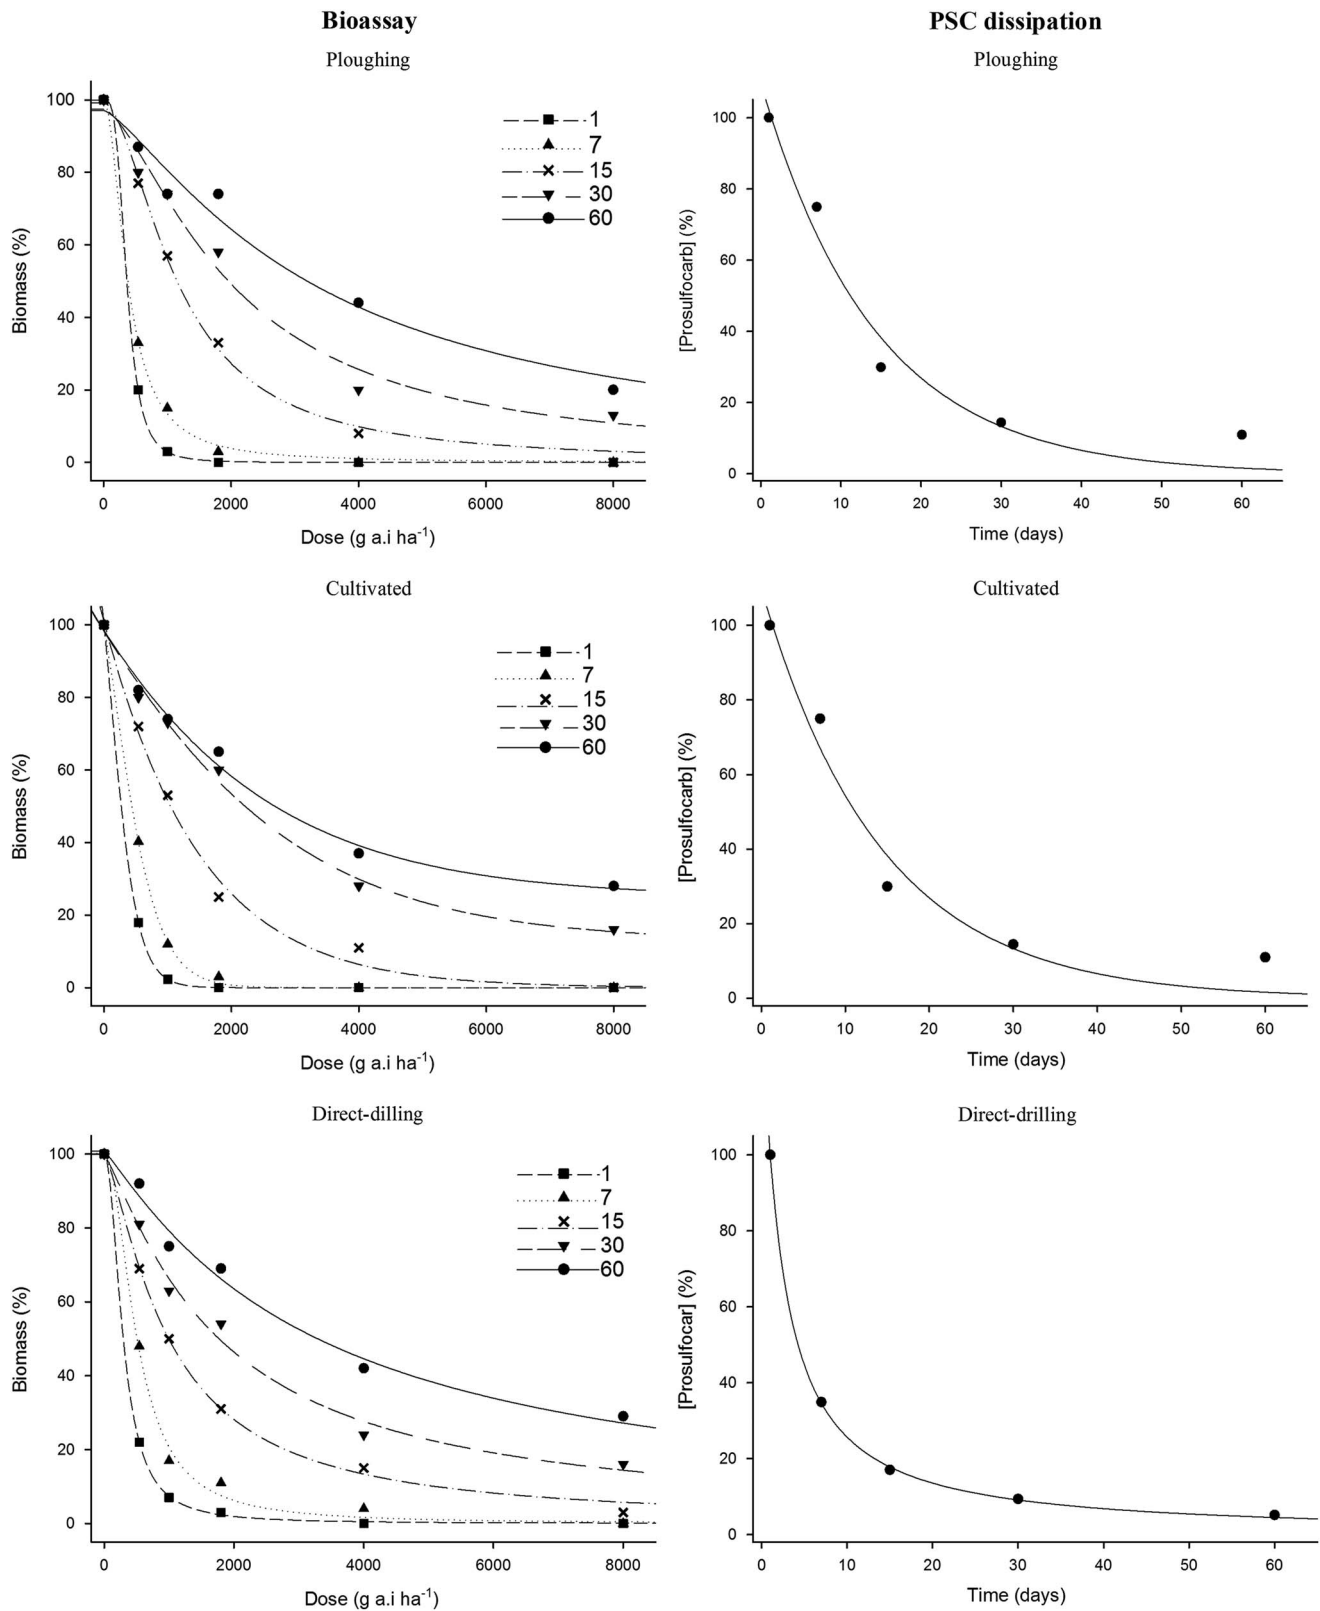 Bioassay
PSC dissipation
Ploughing
Ploughing
100
80
60
40
20
0
Biomass (%)
1
7
15
30
60
0 2000 4000 6000 8000
Dose (g a.i ha-1)
100
80
60
40
20
0
[Prosulfocarb] (%)
0 10 20 30 40 50 60
Time (days)
Cultivated
Cultivated
100
80
60
40
20
0
Biomass (%)
1
7
15
30
60
0 2000 4000 6000 8000
Dose (g a.i ha-1)
100
80
60
40
20
0
[Prosulfocarb] (%)
0 10 20 30 40 50 60
Time (days)
Direct-dilling
Direct-drilling
100
80
60
40
20
0
Biomass (%)
1
7
15
30
60
0 2000 4000 6000 8000
Dose (g a.i ha-1)
100
80
60
40
20
0
[Prosulfocar] (%)
0 10 20 30 40 50 60
Time (days)